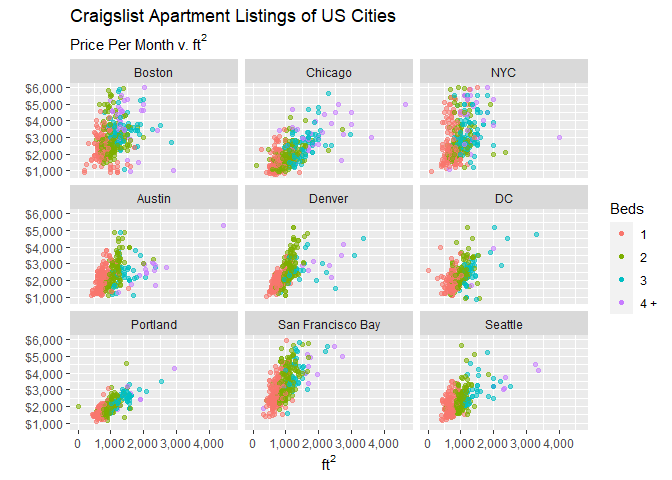 Craigslist Apartment Listings of US Cities
Price Per Month v. ft²
Boston Chicago NYC
$6,000
$5,000
$4,000
$3,000
$2,000
$1,000
Austin Denver DC
$6,000
$5,000
$4,000
$3,000
$2,000
$1,000
Portland San Francisco Bay Seattle
$6,000
$5,000
$4,000
$3,000
$2,000
$1,000
0 1,000 2,000 3,000 4,000 0 1,000 2,000 3,000 4,000 0 1,000 2,000 3,000 4,000
ft²
Beds
1
2
3
4 +